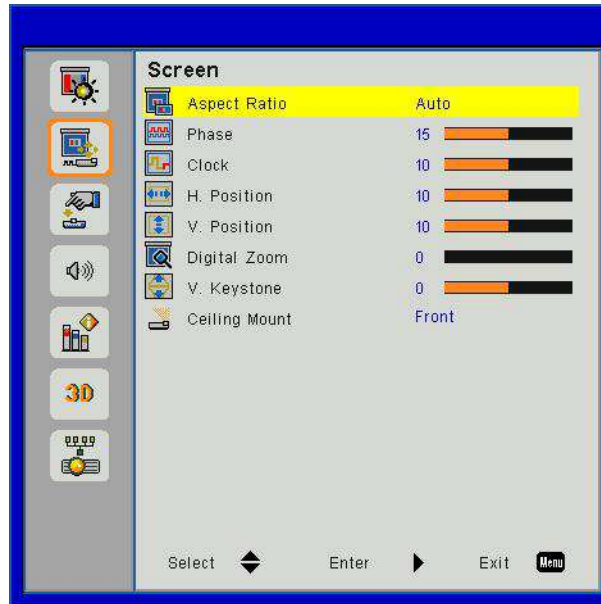 Screen
Aspect Ratio Auto
Phase 15
Clock 10
H. Position 10
V. Position 10
Digital Zoom 0
V. Keystone 0
Ceiling Mount Front
3D
Select Enter Exit Menu